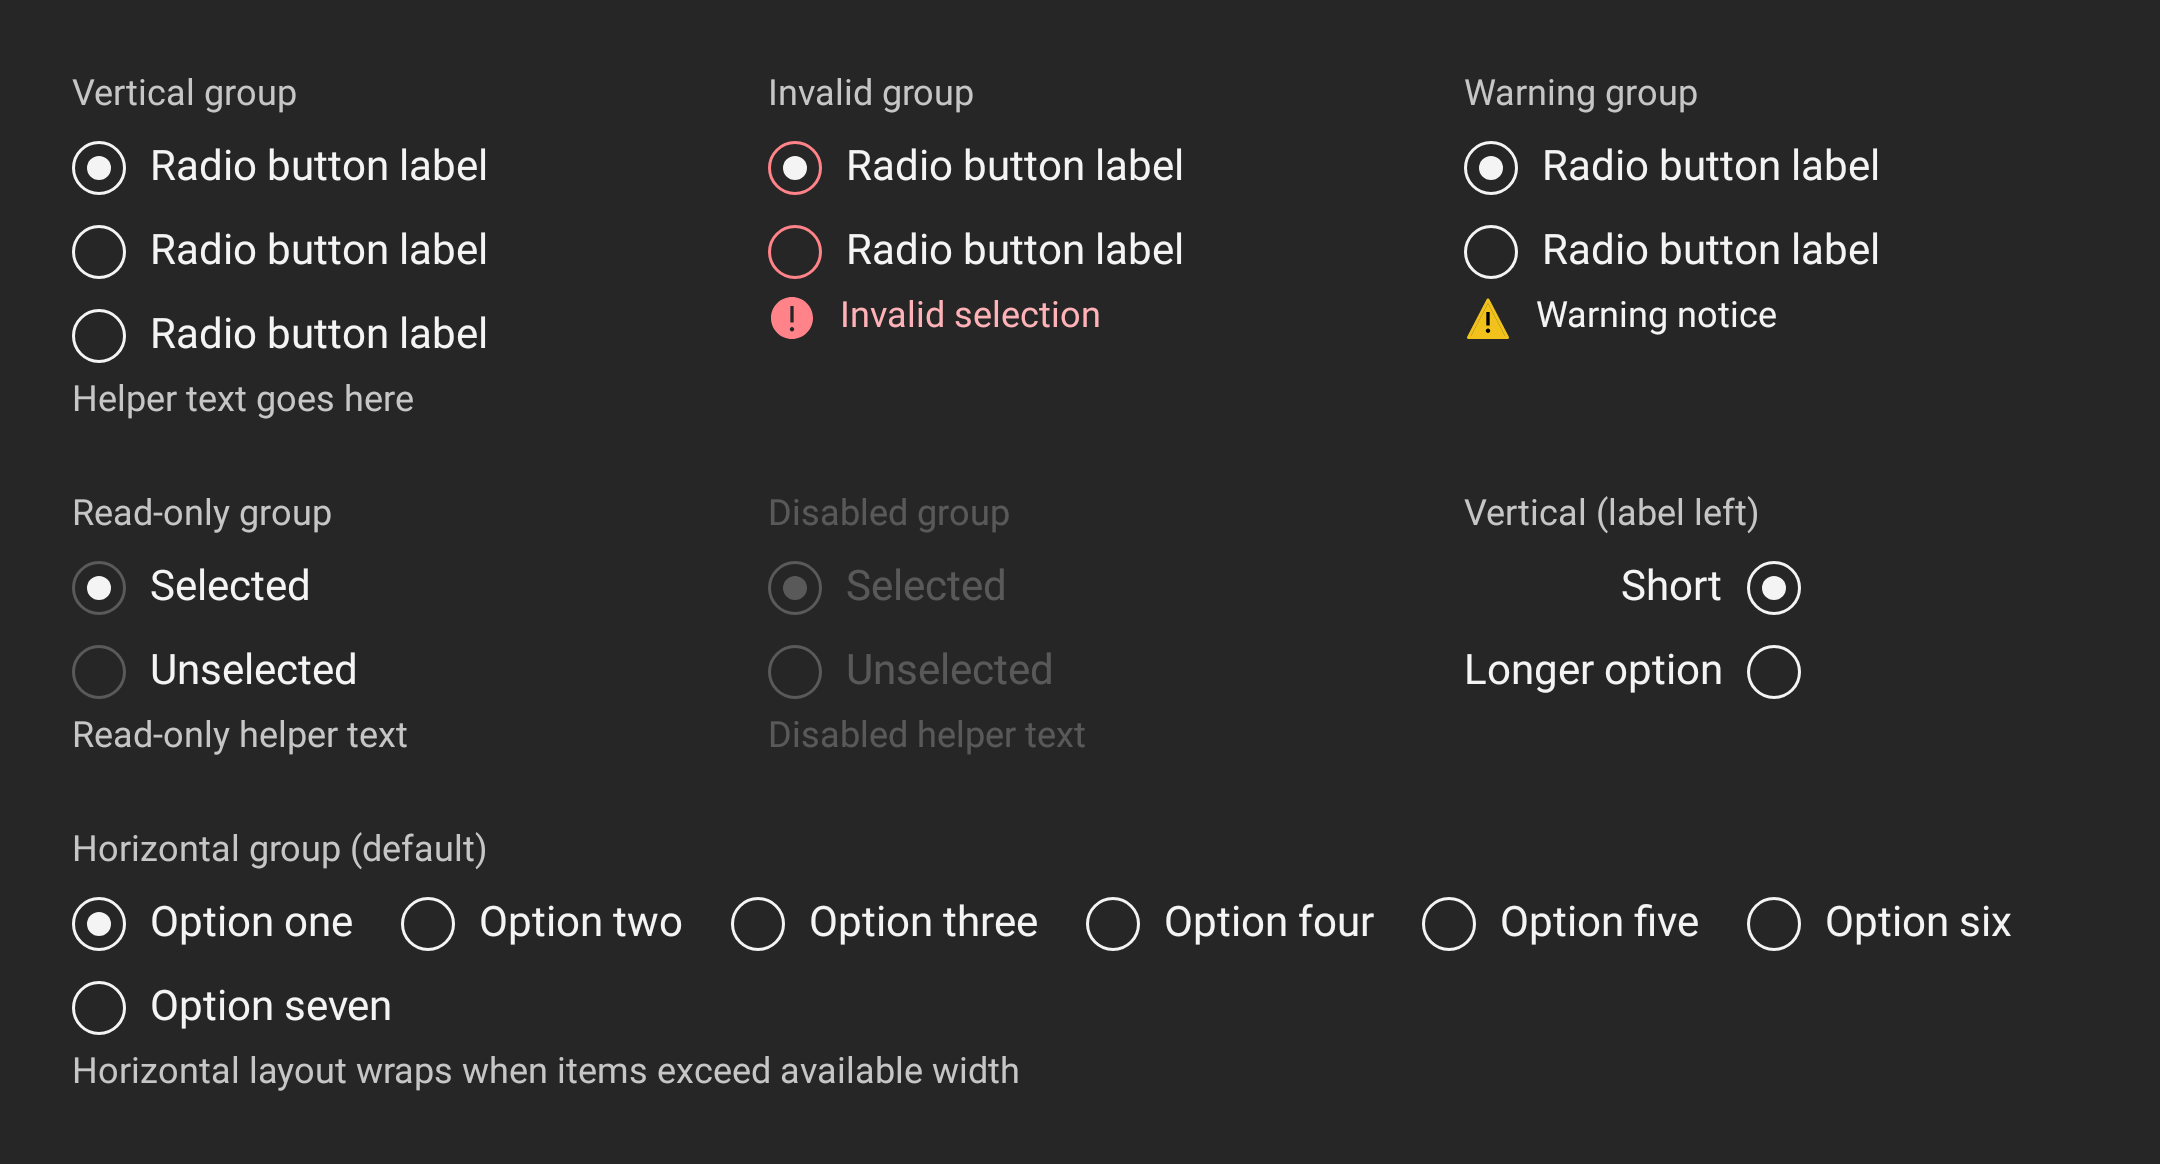 Vertical group
Radio button label
Radio button label
Radio button label
Helper text goes here
Invalid group
Radio button label
Radio button label
Invalid selection
Warning group
Radio button label
Radio button label
Warning notice
Read-only group
Selected
Unselected
Read-only helper text
Disabled group
Selected
Unselected
Disabled helper text
Vertical (label left)
Short
Longer option
Horizontal group (default)
Option one Option two Option three Option four Option five Option six
Option seven
Horizontal layout wraps when items exceed available width